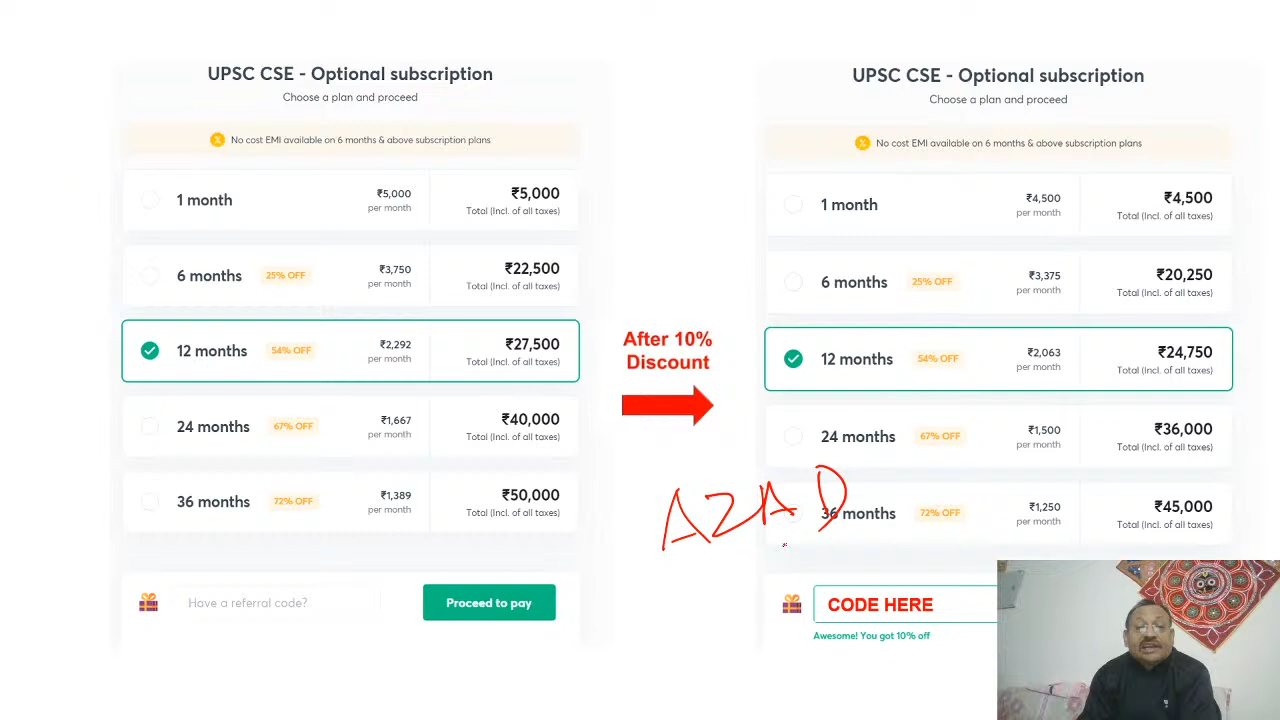 UPSC CSE - Optional subscription
Choose a plan and proceed
No cost EMI available on 6 months & above subscription plans
1 month
₹5,000
per month
₹5,000
Total (Incl. of all taxes)
6 months
25% OFF
₹3,750
per month
₹22,500
Total (Incl. of all taxes)
12 months
54% OFF
₹2,292
per month
₹27,500
Total (Incl. of all taxes)
24 months
67% OFF
₹1,667
per month
₹40,000
Total (Incl. of all taxes)
36 months
72% OFF
₹1,389
per month
₹50,000
Total (Incl. of all taxes)
Have a referral code?
Proceed to pay
After 10%
Discount
AZAD
UPSC CSE - Optional subscription
Choose a plan and proceed
No cost EMI available on 6 months & above subscription plans
1 month
₹4,500
per month
₹4,500
Total (Incl. of all taxes)
6 months
25% OFF
₹3,375
per month
₹20,250
Total (Incl. of all taxes)
12 months
54% OFF
₹2,063
per month
₹24,750
Total (Incl. of all taxes)
24 months
67% OFF
₹1,500
per month
₹36,000
Total (Incl. of all taxes)
36 months
72% OFF
₹1,250
per month
₹45,000
Total (Incl. of all taxes)
CODE HERE
Awesome! You got 10% off